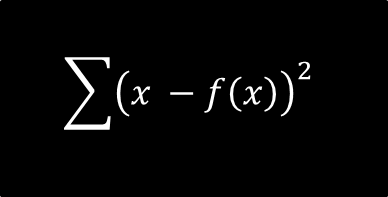 ∑(x − f(x))²